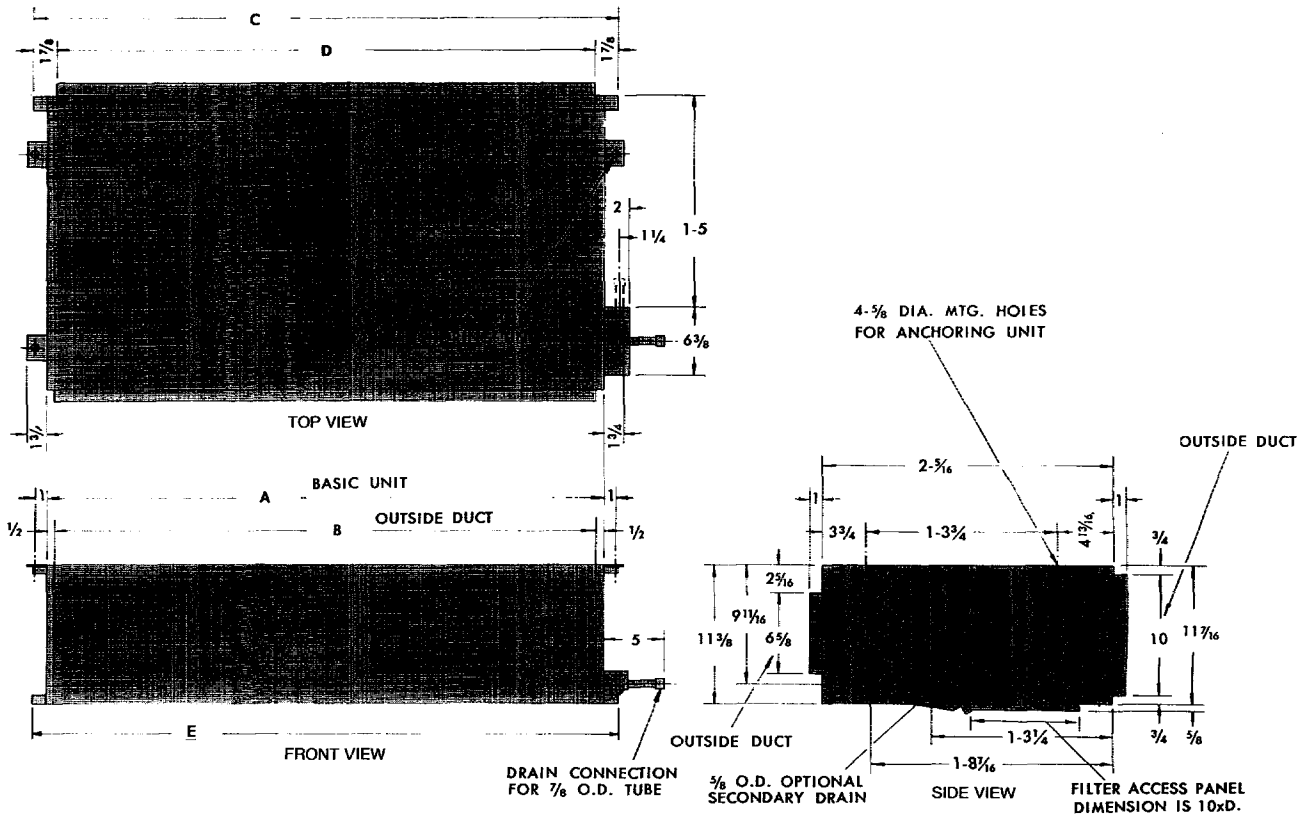 C
1⅞ D 1⅞
2
1-5
1¼
6⅜
TOP VIEW
1¾ 1¾
4-⅝ DIA. MTG. HOLES
FOR ANCHORING UNIT
OUTSIDE DUCT
BASIC UNIT
1 A 1
½ OUTSIDE DUCT B ½
2-5/16
1 1
3¾ 1-3¾ 4 13/16
¾
2 5/16
9 11/16
11⅜ 6⅝
5
10 11 7/16
E
FRONT VIEW
OUTSIDE DUCT
1-3¼ ¾ ⅝
1-8 3/16
DRAIN CONNECTION
FOR ⅞ O.D. TUBE
⅝ O.D. OPTIONAL
SECONDARY DRAIN
SIDE VIEW
FILTER ACCESS PANEL
DIMENSION IS 10xD.